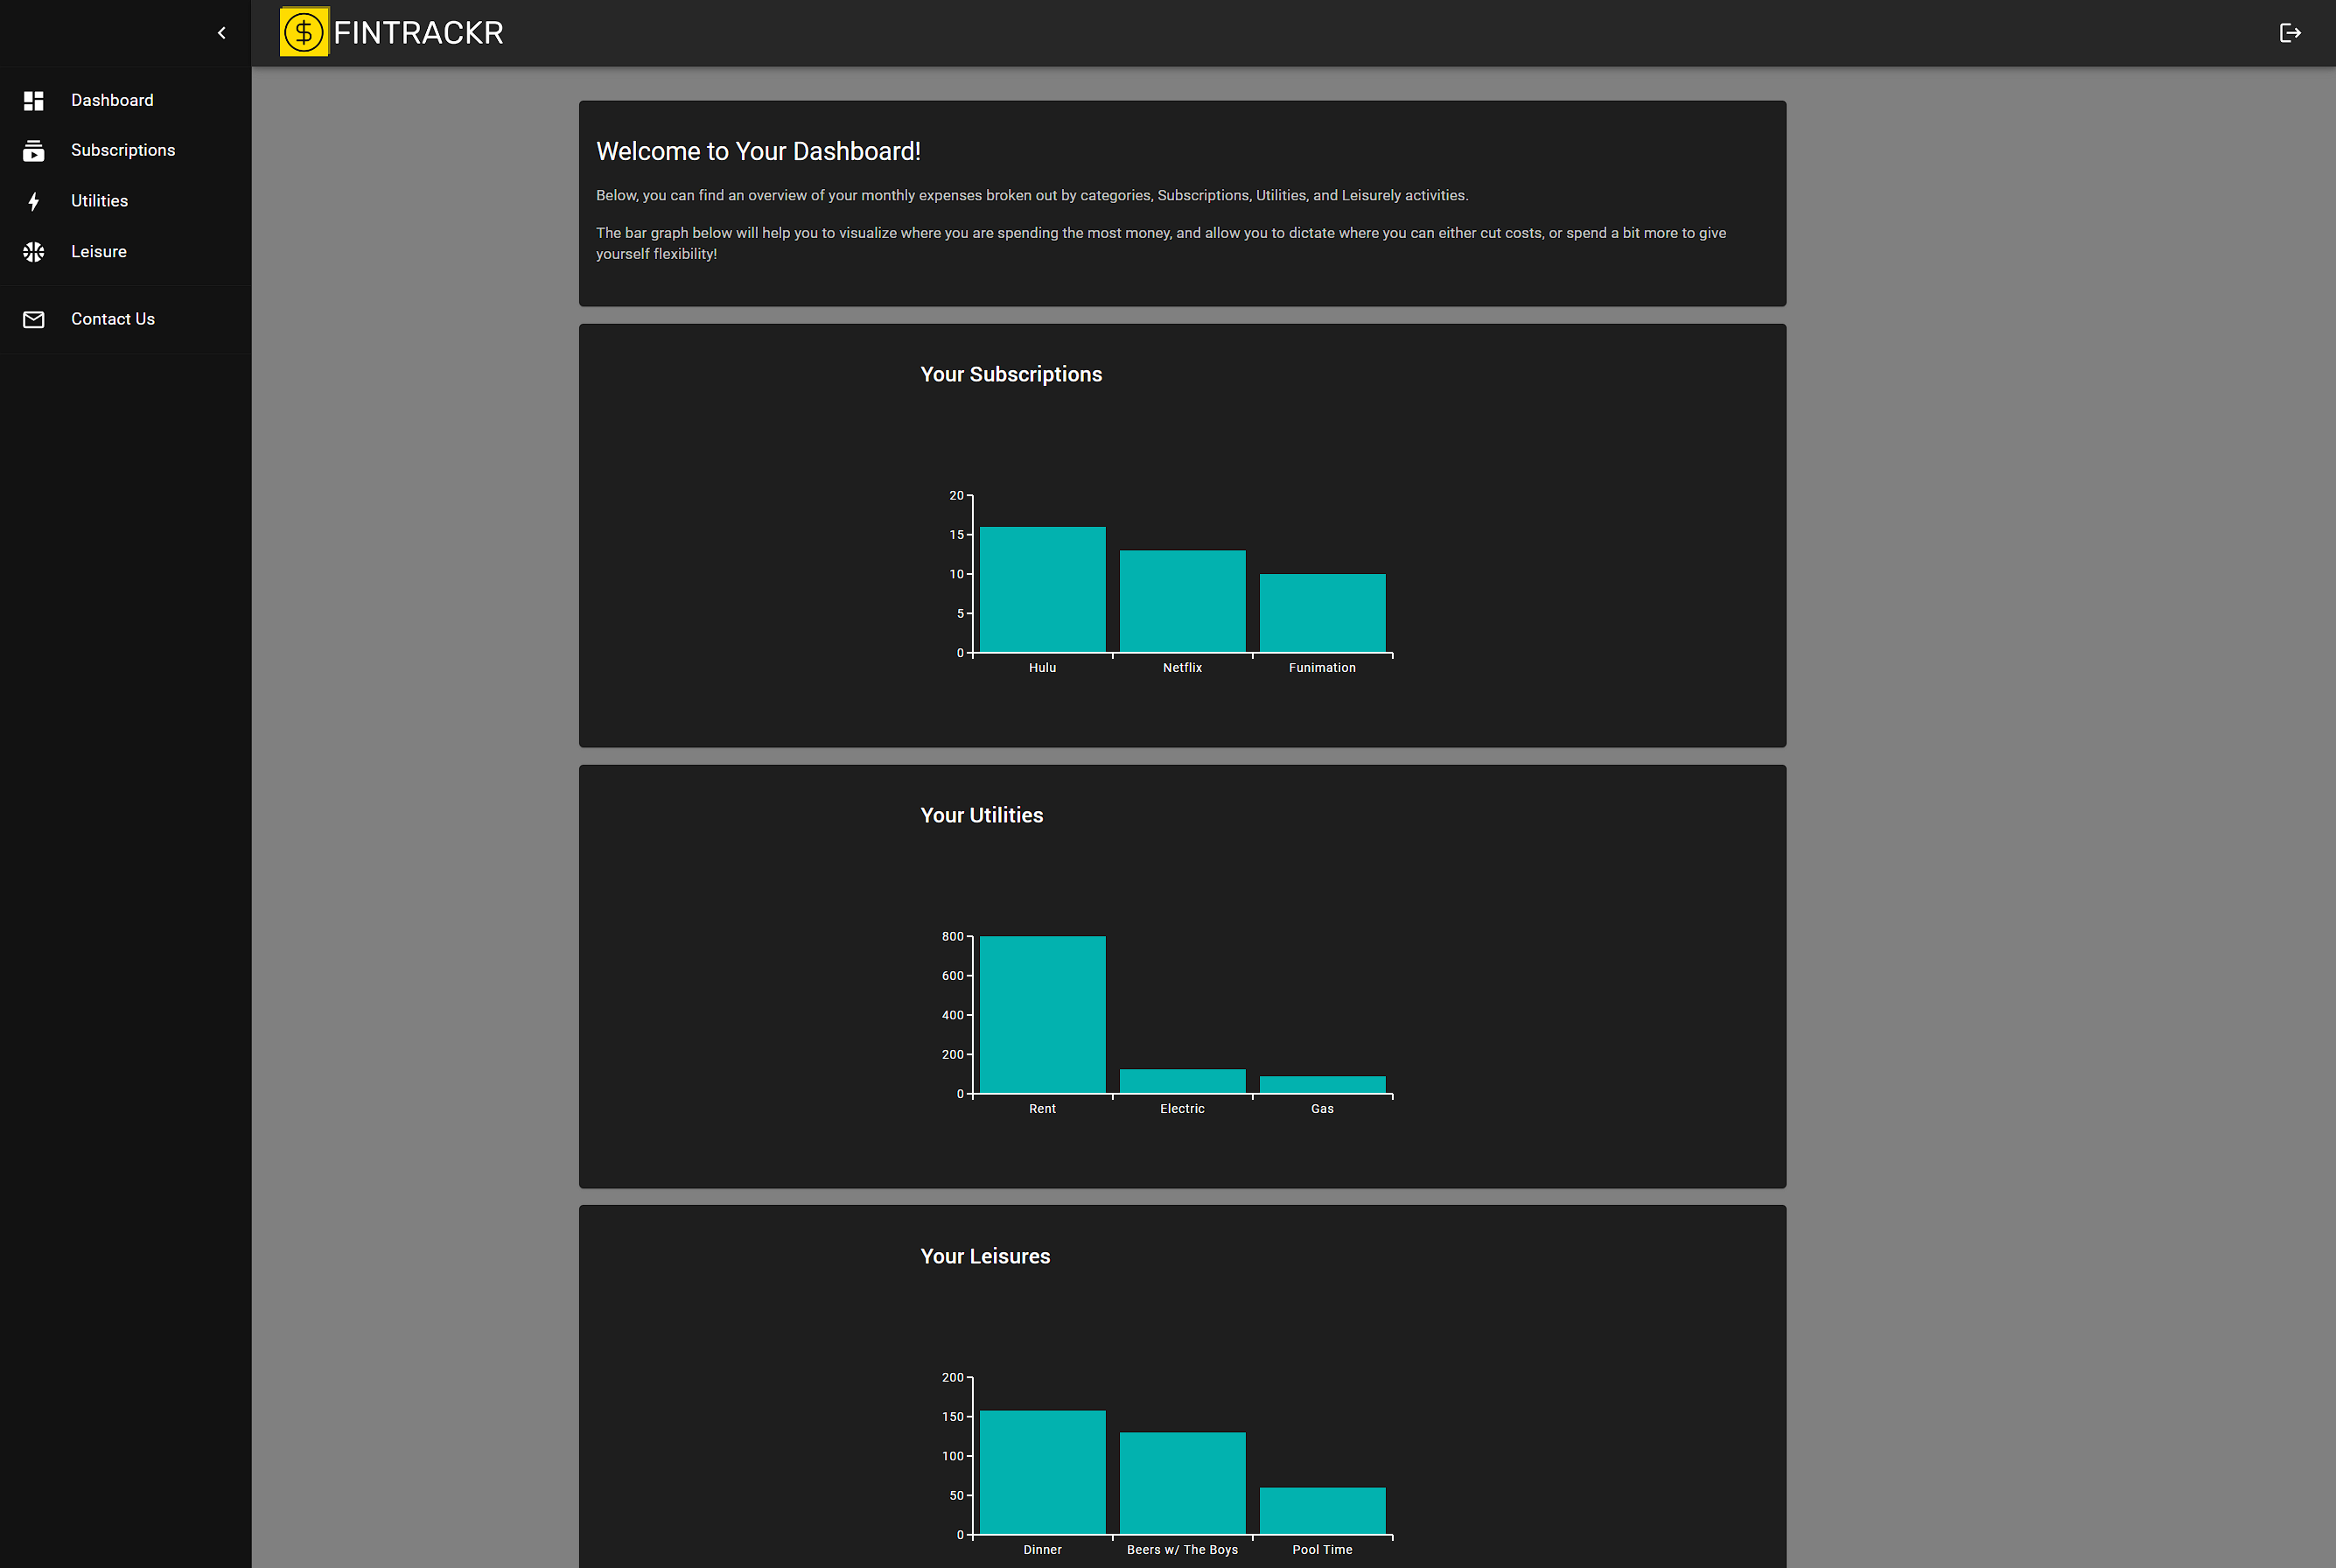 FINTRACKR
Dashboard
Subscriptions
Utilities
Leisure
Contact Us
Welcome to Your Dashboard!
Below, you can find an overview of your monthly expenses broken out by categories, Subscriptions, Utilities, and Leisurely activities.
The bar graph below will help you to visualize where you are spending the most money, and allow you to dictate where you can either cut costs, or spend a bit more to give
yourself flexibility!
Your Subscriptions
20
15
10
5
0
Hulu Netflix Funimation
Your Utilities
800
600
400
200
0
Rent Electric Gas
Your Leisures
200
150
100
50
0
Dinner Beers w/ The Boys Pool Time